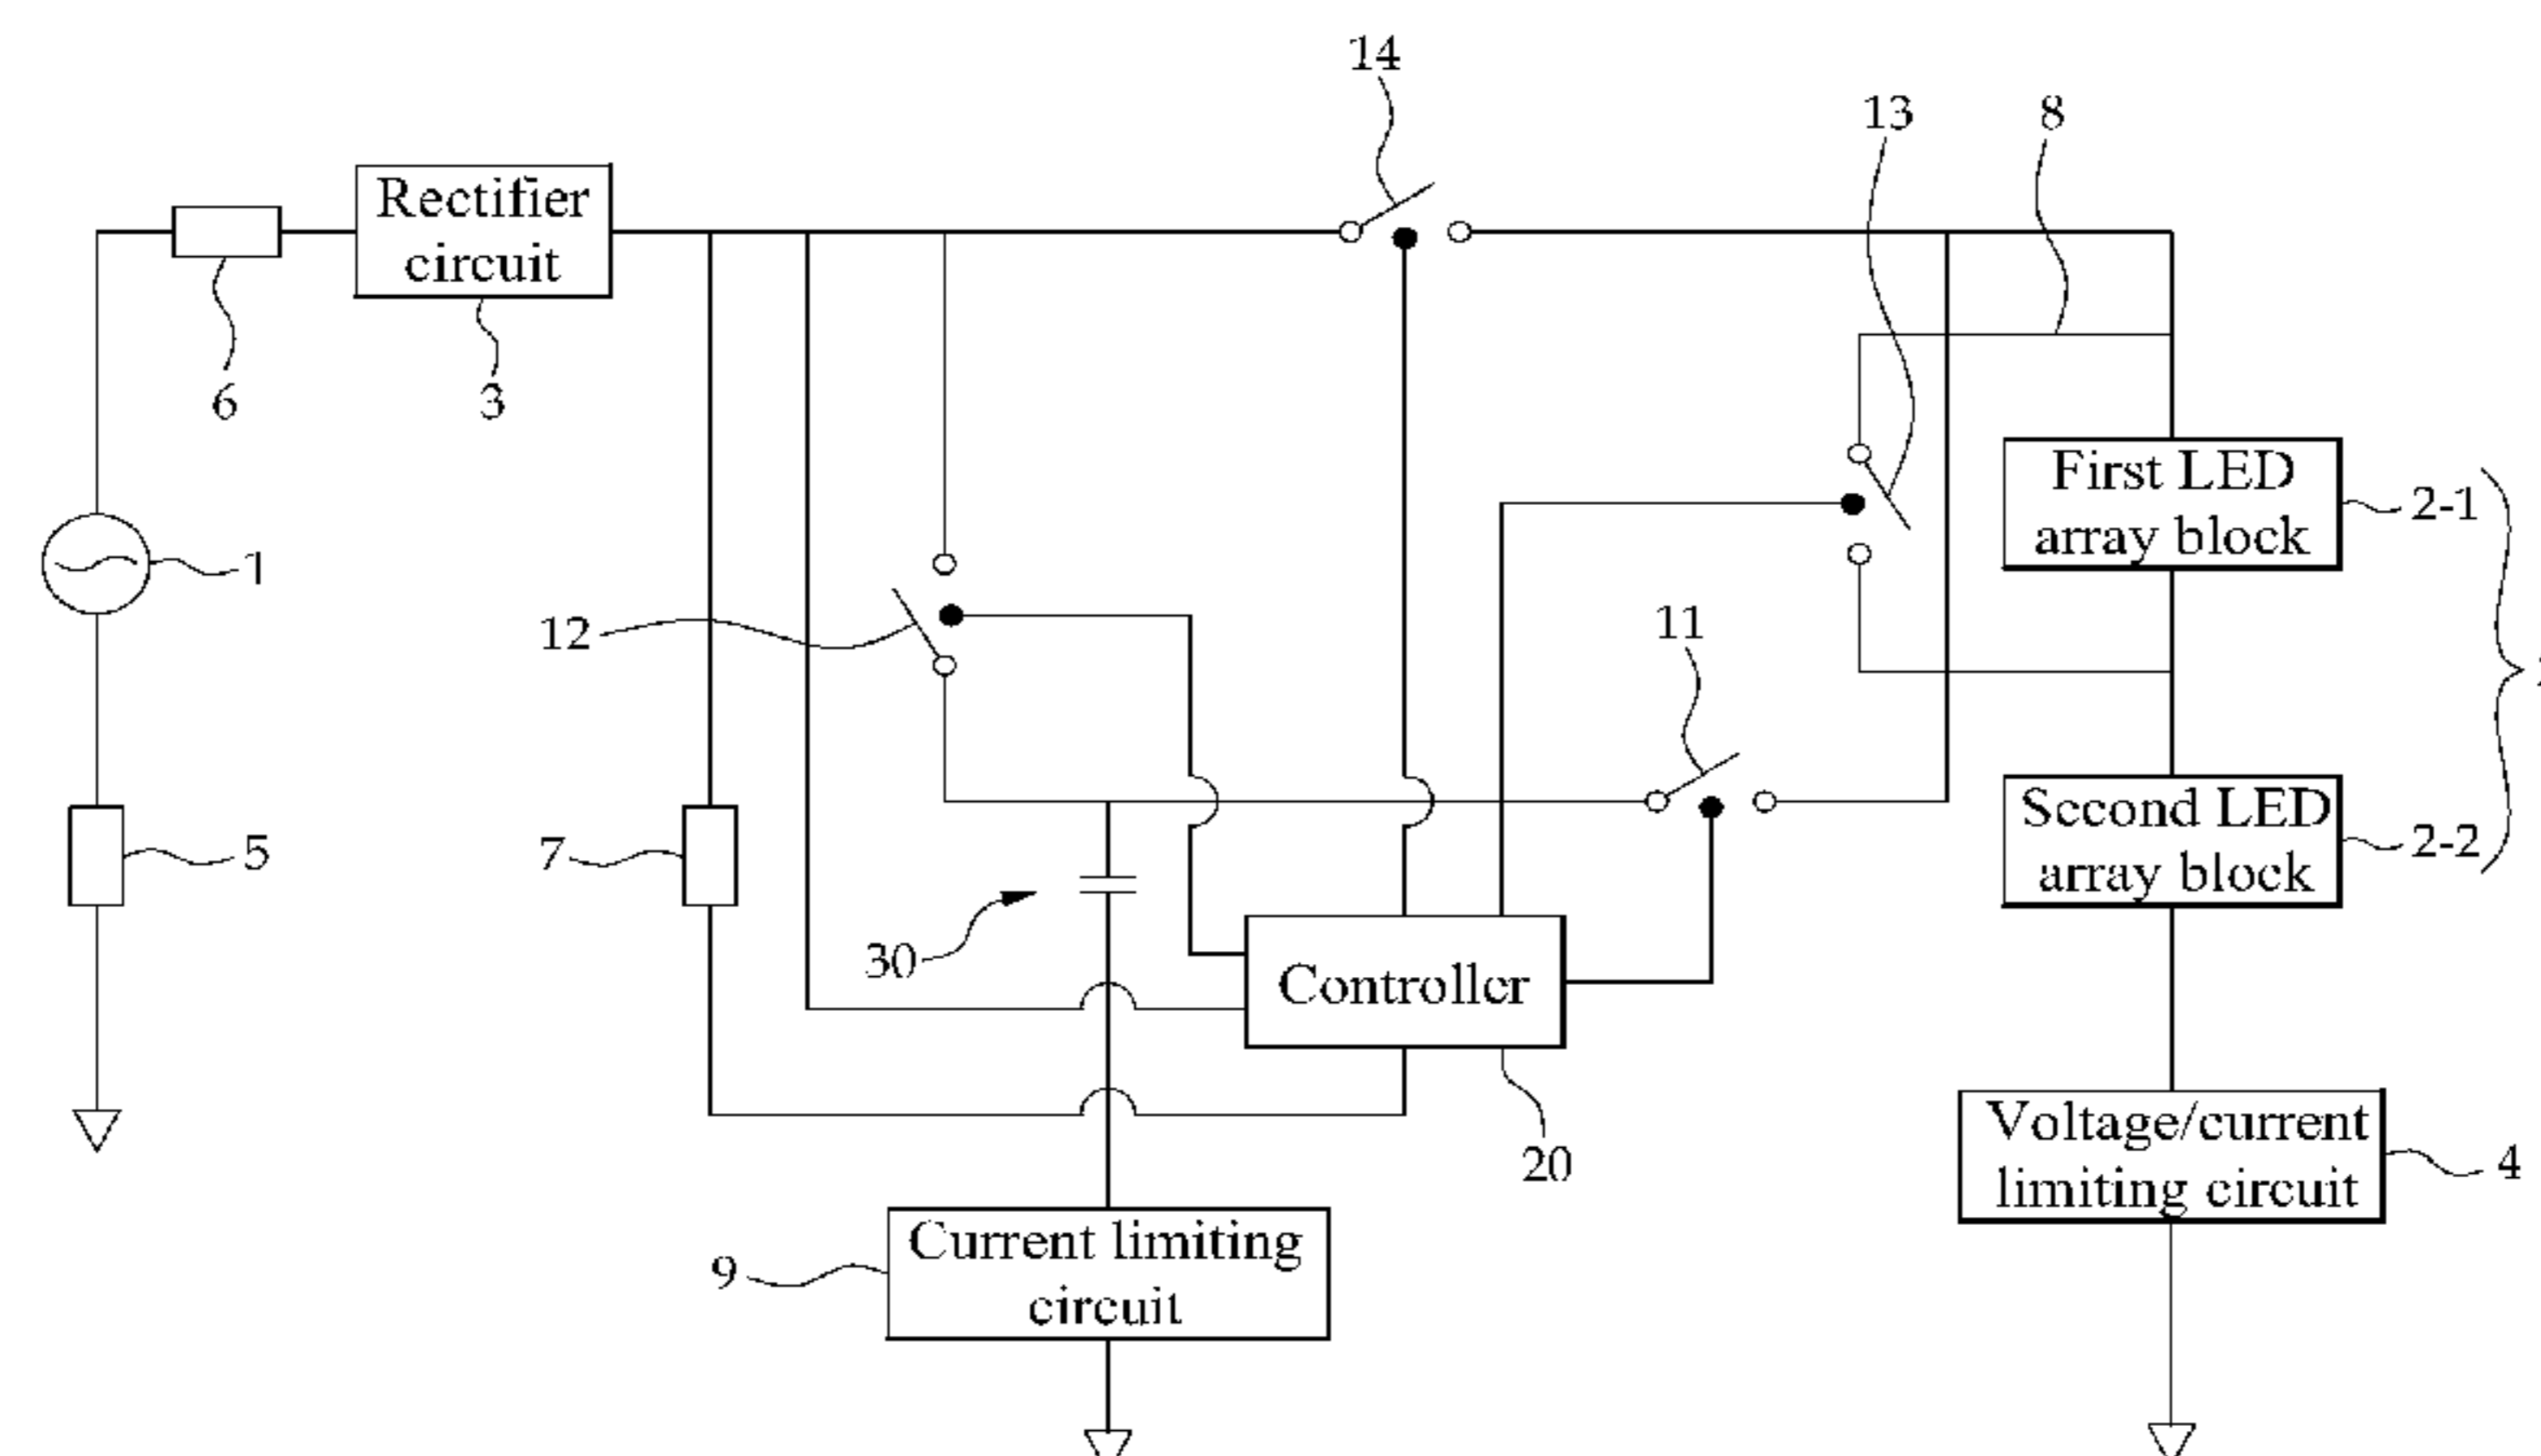 14
13
8
Rectifier
circuit
6
3
First LED
array block
2-1
1
12
11
Second LED
array block
2-2
5
7
30
Controller
20
Voltage/current
limiting circuit
4
Current limiting
circuit
9